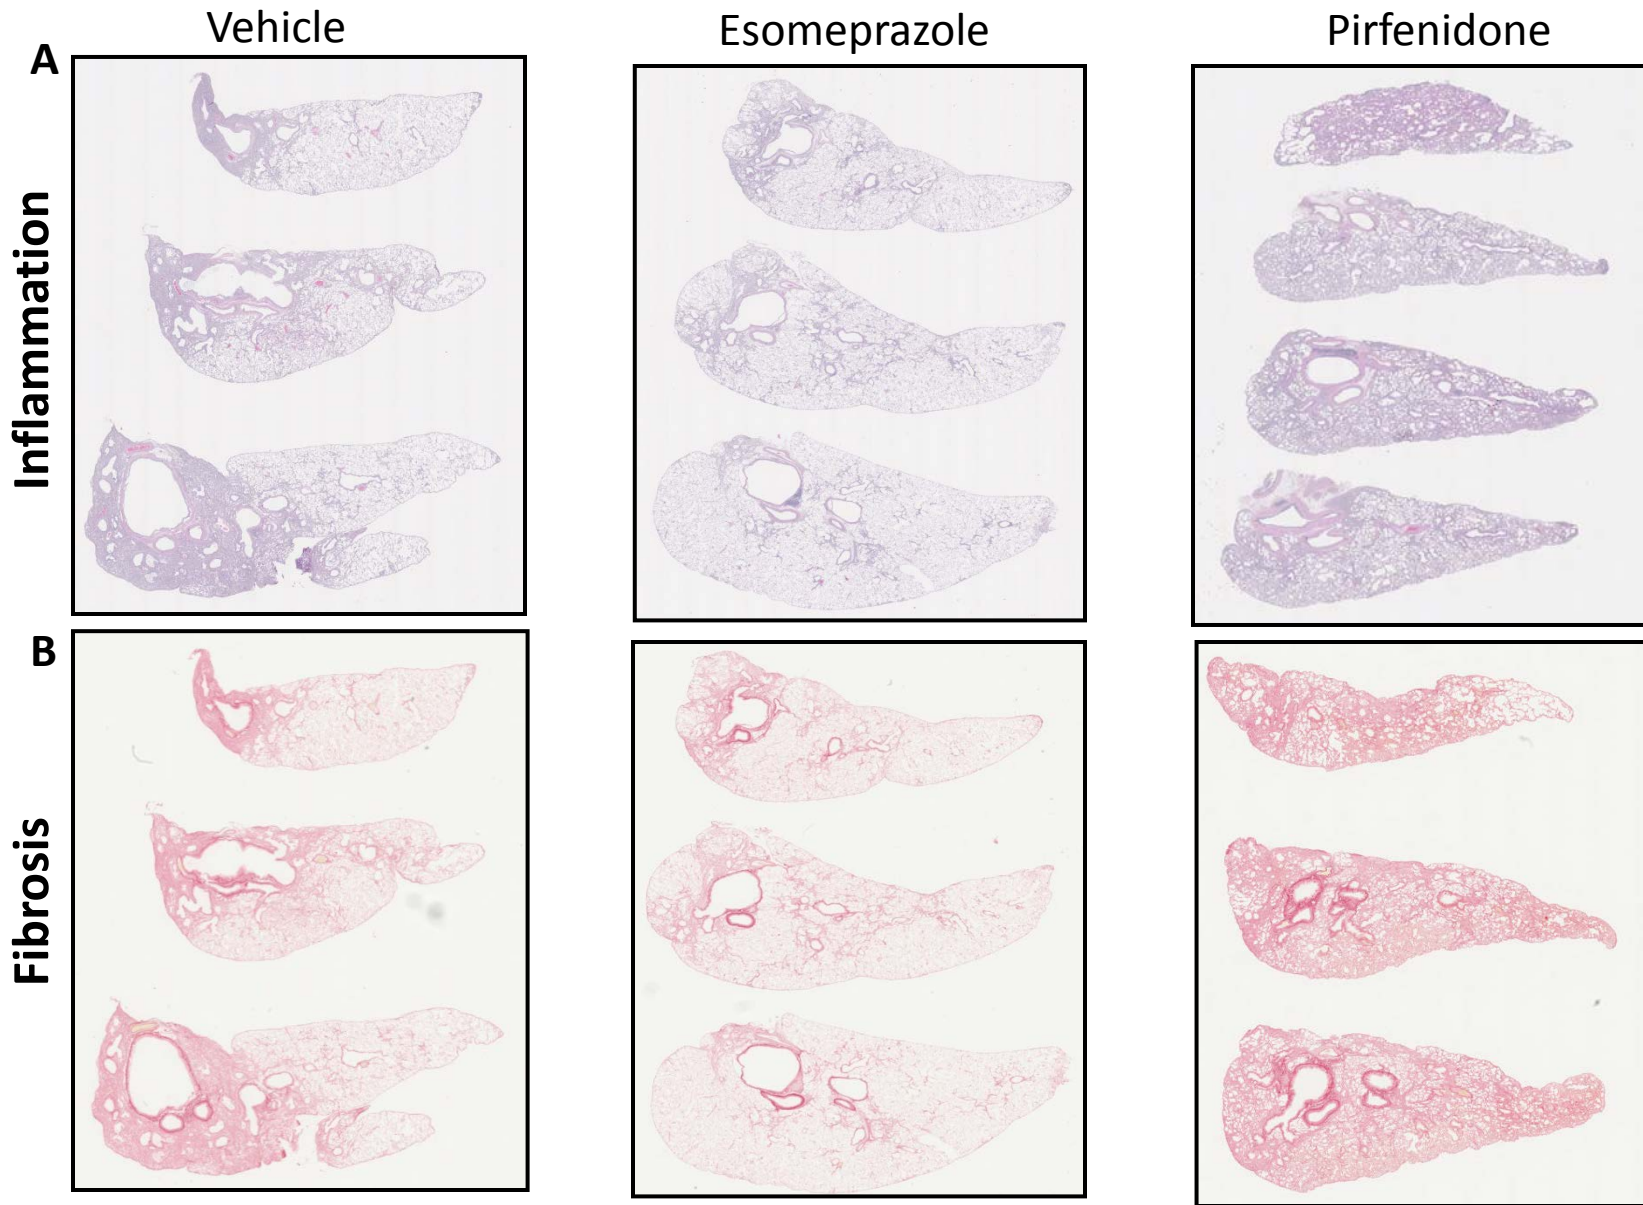 Vehicle
Esomeprazole
Pirfenidone
A
Inflammation
B
Fibrosis